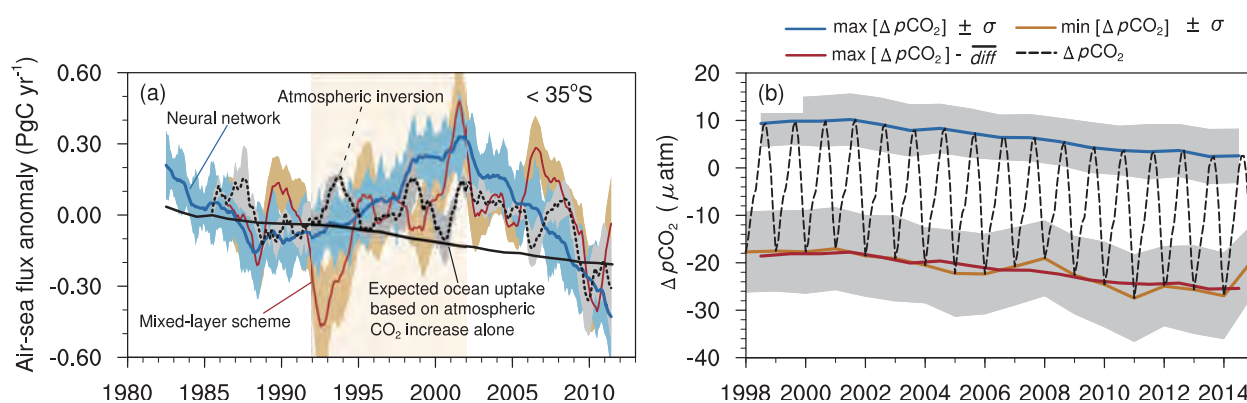 max [Δ pCO₂] ± σ
min [Δ pCO₂] ± σ
max [Δ pCO₂] - diff
Δ pCO₂
Air-sea flux anomaly (PgC yr⁻¹)
0.60
0.30
0.00
-0.30
-0.60
(a)
Atmospheric inversion
< 35°S
Neural network
Mixed-layer scheme
Expected ocean uptake
based on atmospheric
CO₂ increase alone
1980 1985 1990 1995 2000 2005 2010
Δ pCO₂ (μ atm)
20
10
0
-10
-20
-30
-40
(b)
1998 2000 2002 2004 2006 2008 2010 2012 2014